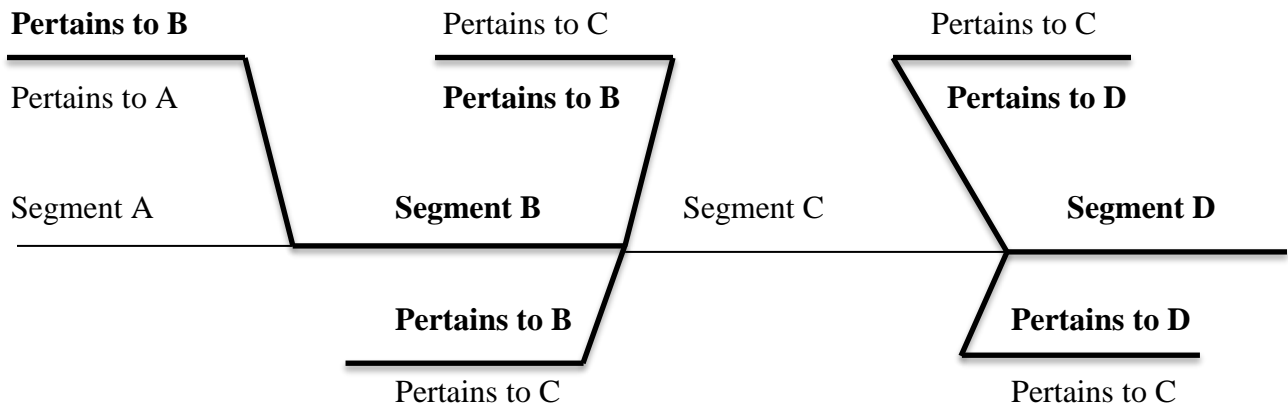 Pertains to B Pertains to C Pertains to C
Pertains to A Pertains to B Pertains to D
Segment A Segment B Segment C Segment D
Pertains to B Pertains to D
Pertains to C Pertains to C